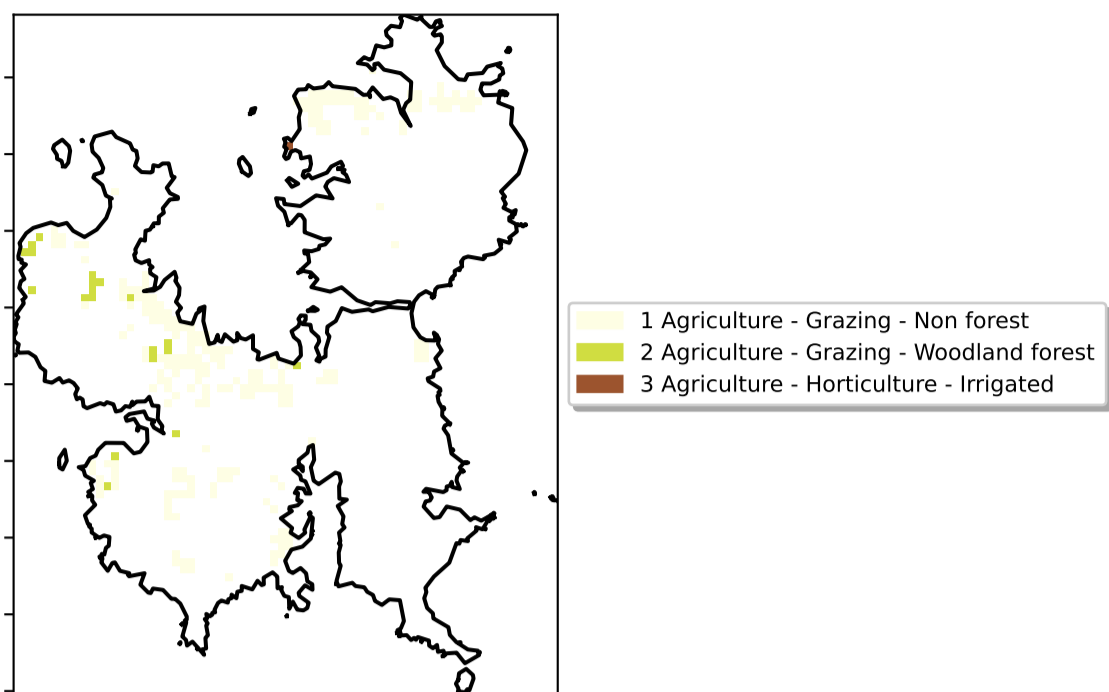 1 Agriculture - Grazing - Non forest
2 Agriculture - Grazing - Woodland forest
3 Agriculture - Horticulture - Irrigated